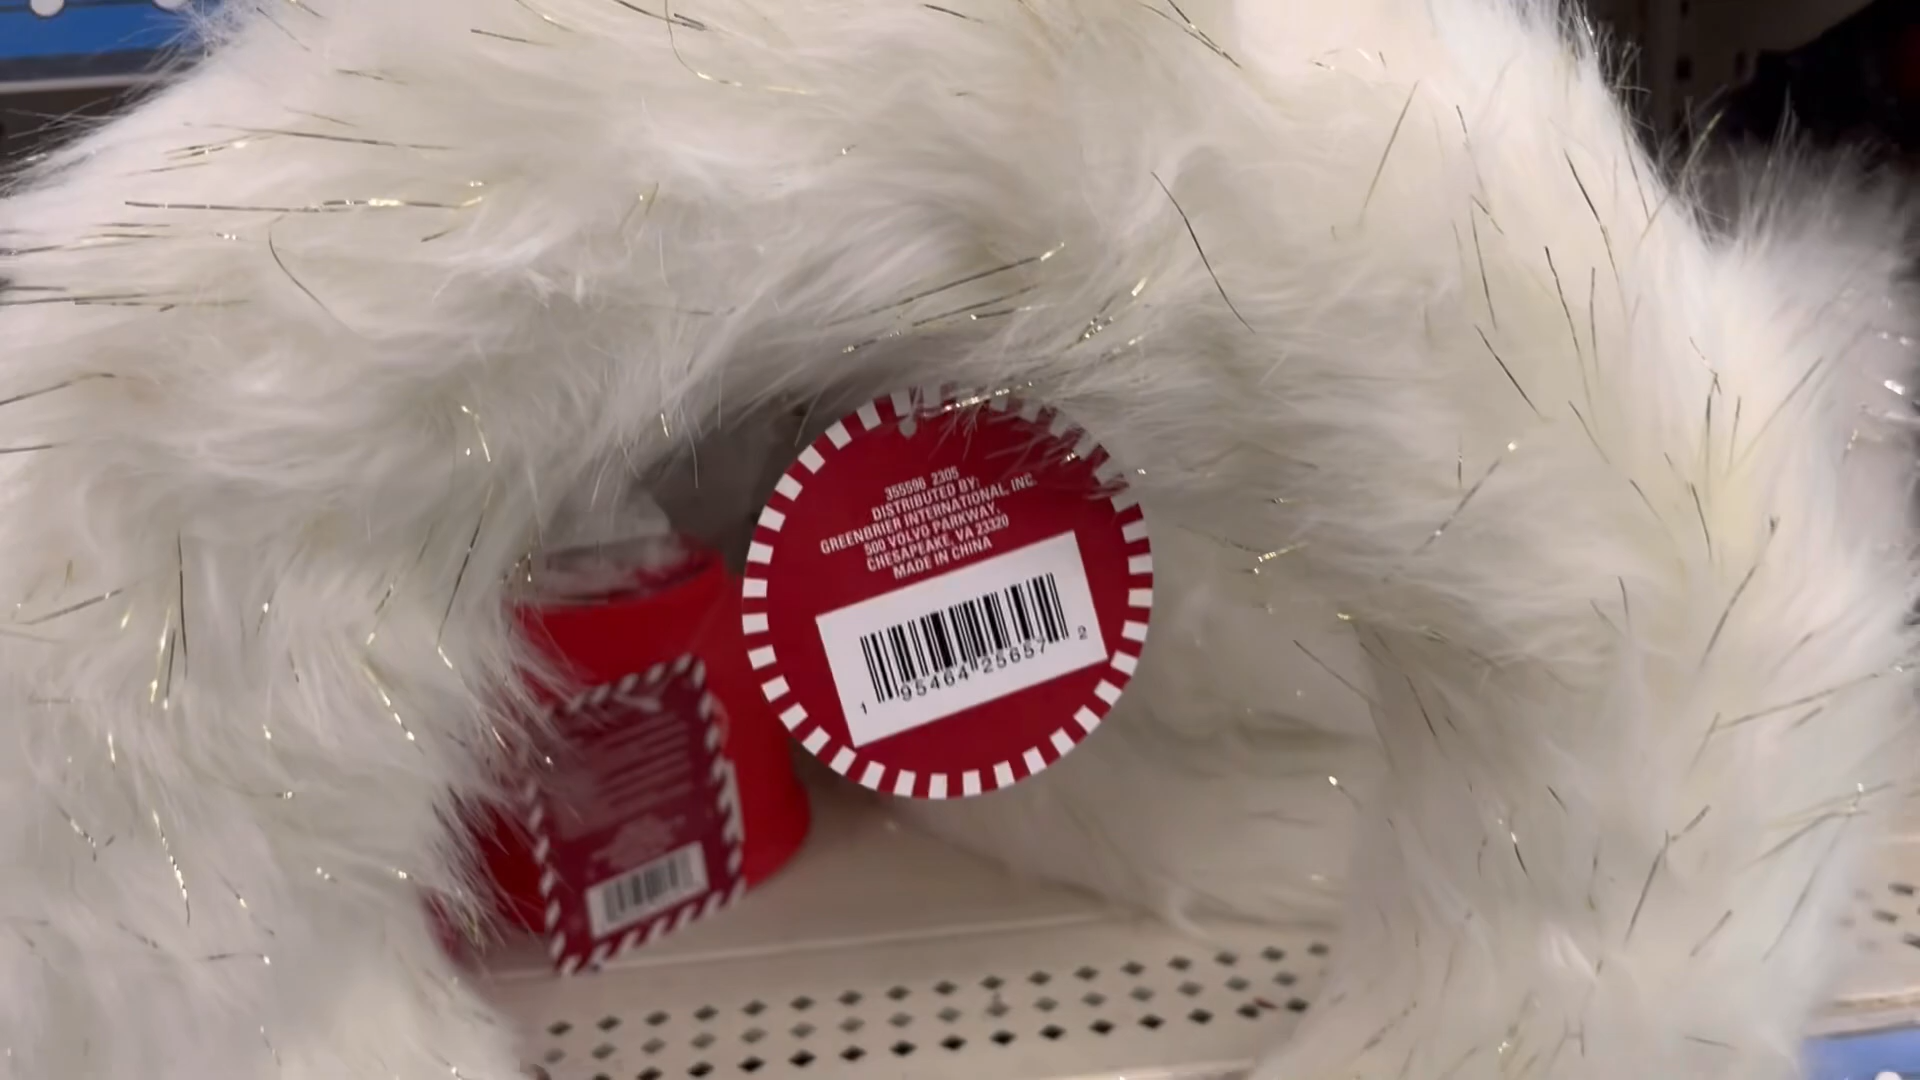 355596 2305
DISTRIBUTED BY:
GREENBRIER INTERNATIONAL, INC.
500 VOLVO PARKWAY,
CHESAPEAKE, VA 23320
MADE IN CHINA
1 95464 25657 2